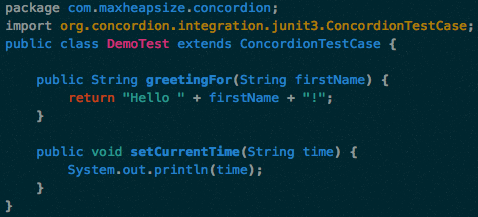 package com.maxheapsize.concordion;
import org.concordion.integration.junit3.ConcordionTestCase;
public class DemoTest extends ConcordionTestCase {
    public String greetingFor(String firstName) {
        return "Hello " + firstName + "!";
    }
    public void setCurrentTime(String time) {
        System.out.println(time);
    }
}